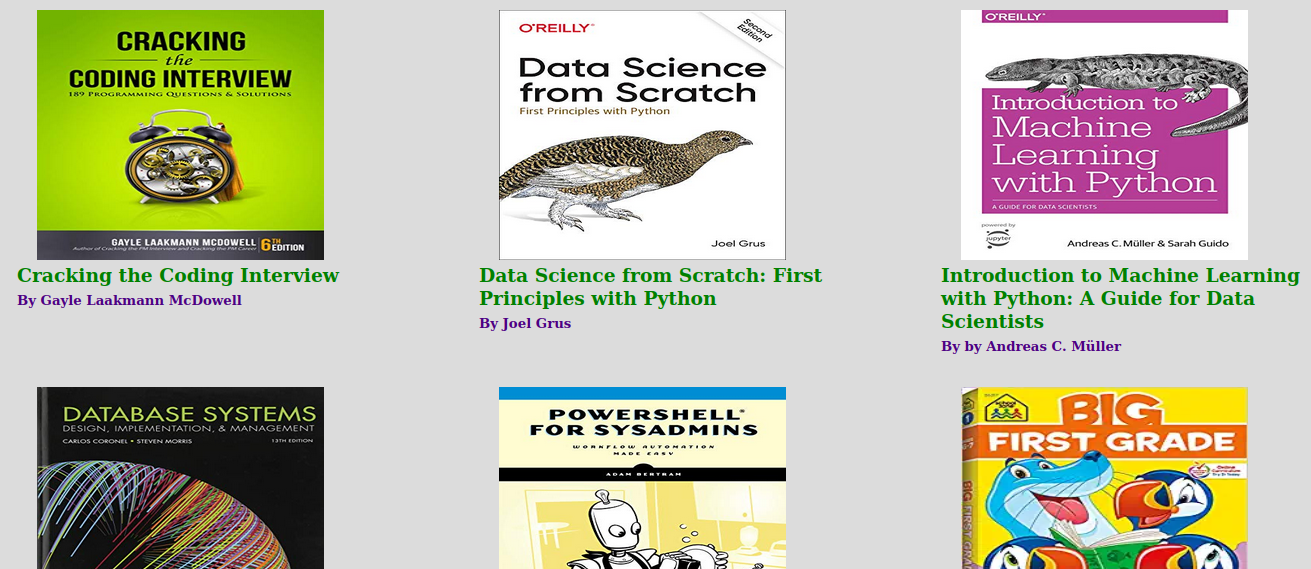 CRACKING
the
CODING INTERVIEW
189 PROGRAMMING QUESTIONS & SOLUTIONS
GAYLE LAAKMANN MCDOWELL 6TH EDITION
Author of Cracking the PM Interview and Cracking the PM Career
Cracking the Coding Interview
By Gayle Laakmann McDowell
O'REILLY®
Second
Edition
Data Science
from Scratch
First Principles with Python
Joel Grus
Data Science from Scratch: First
Principles with Python
By Joel Grus
O'REILLY®
Introduction to
Machine
Learning
with Python
A GUIDE FOR DATA SCIENTISTS
powered by
jupyter
Andreas C. Müller & Sarah Guido
Introduction to Machine Learning
with Python: A Guide for Data
Scientists
By by Andreas C. Müller
DATABASE SYSTEMS
DESIGN, IMPLEMENTATION, & MANAGEMENT
CARLOS CORONEL • STEVEN MORRIS 13TH EDITION
POWERSHELL®
FOR SYSADMINS
WORKFLOW AUTOMATION
MADE EASY
ADAM BERTRAM
BIG
FIRST GRADE
BIG FIRST GRA